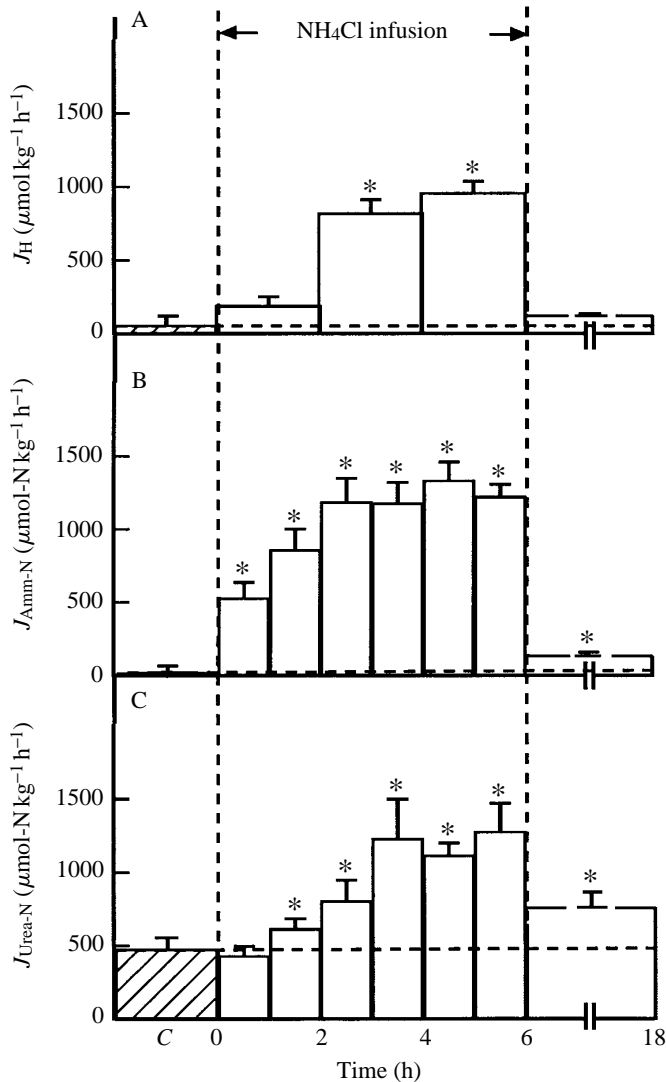 A
NH₄Cl infusion
1500
1000
500
0
* *
J_H (μmol kg⁻¹ h⁻¹)
B
1500
1000
500
0
* * * * * * *
J_Amm-N (μmol-N kg⁻¹ h⁻¹)
C
1500
1000
500
0
* * * * * *
J_Urea-N (μmol-N kg⁻¹ h⁻¹)
C 0 2 4 6 18
Time (h)